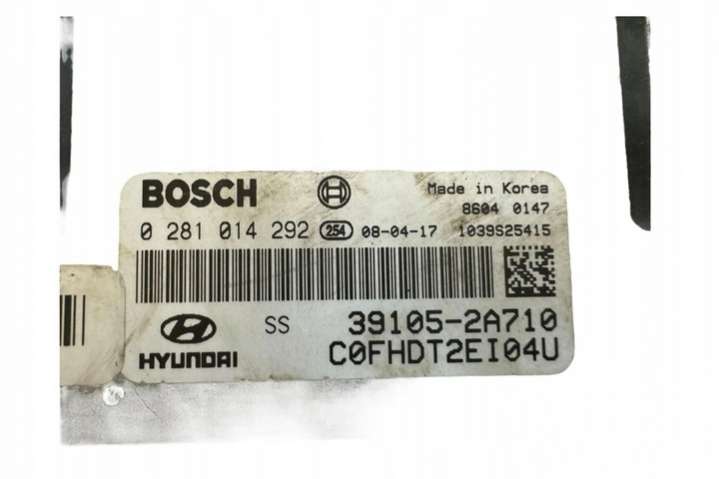 BOSCH
Made in Korea
8604 0147
0 281 014 292 254 08-04-17 1039S25415
HYUNDAI SS 39105-2A710
C0FHDT2EI04U